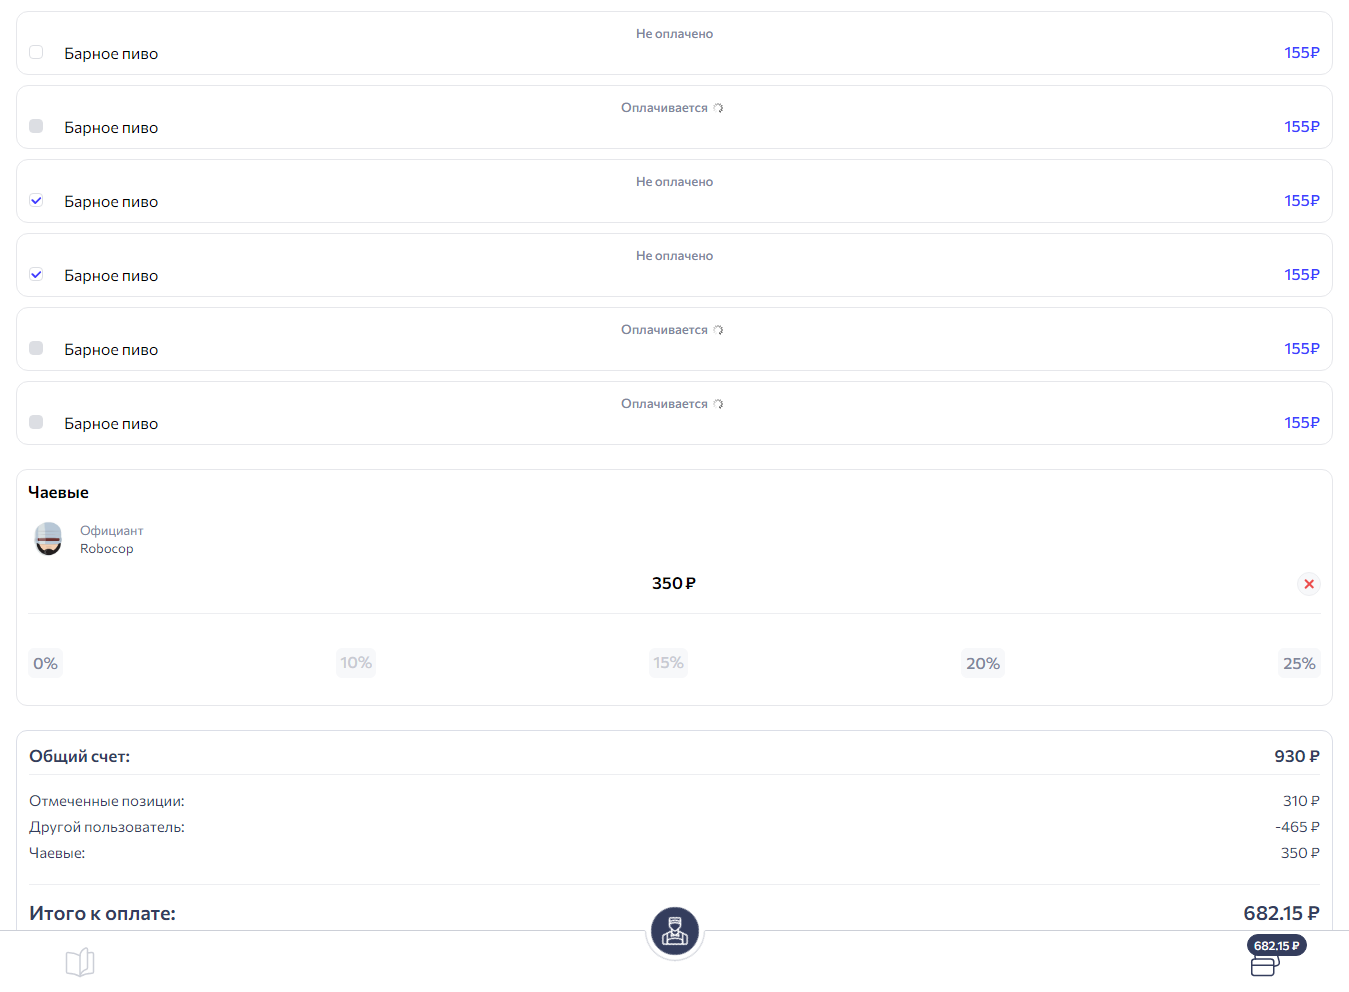 Не оплачено
Барное пиво 155₽
Оплачивается
Барное пиво 155₽
Не оплачено
Барное пиво 155₽
Не оплачено
Барное пиво 155₽
Оплачивается
Барное пиво 155₽
Оплачивается
Барное пиво 155₽
Чаевые
Официант
Robocop
350 ₽
0% 10% 15% 20% 25%
Общий счет: 930 ₽
Отмеченные позиции: 310 ₽
Другой пользователь: -465 ₽
Чаевые: 350 ₽
Итого к оплате: 682.15 ₽
682.15 ₽